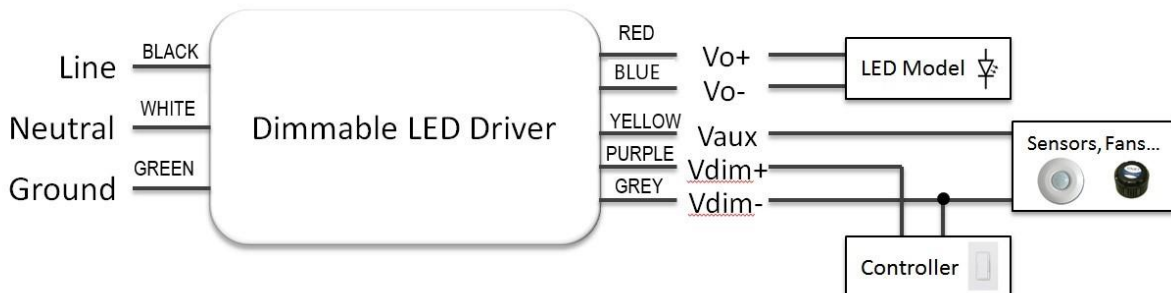 Line BLACK
Neutral WHITE
Ground GREEN
Dimmable LED Driver
RED Vo+
BLUE Vo-
YELLOW Vaux
PURPLE Vdim+
GREY Vdim-
LED Model
Sensors, Fans...
Controller